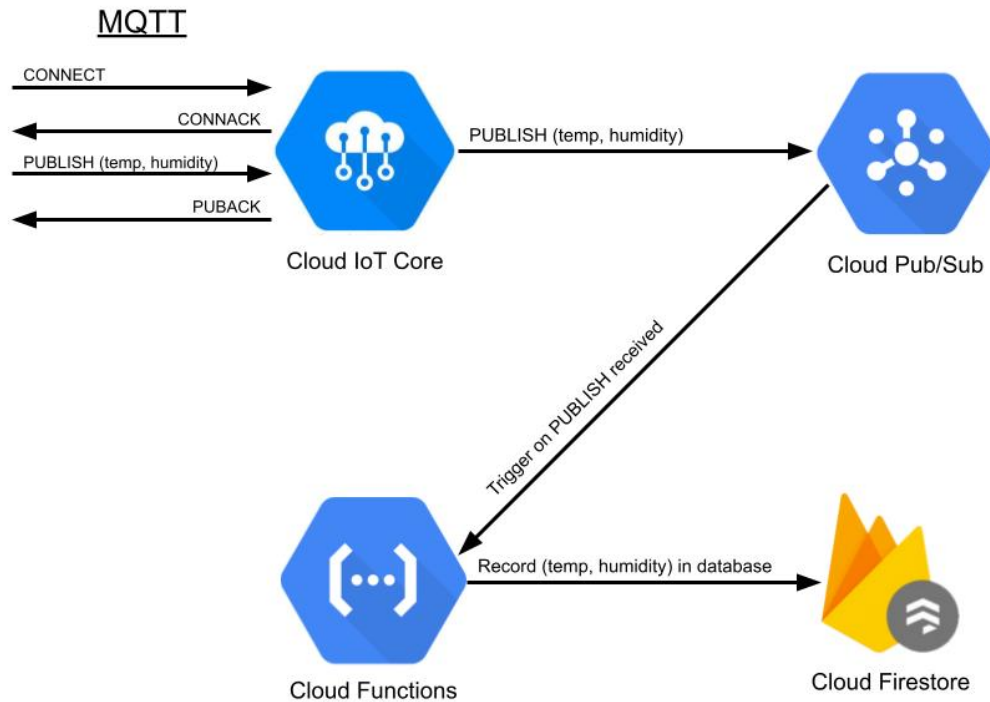 MQTT
CONNECT
CONNACK
PUBLISH (temp, humidity)
PUBACK
Cloud IoT Core
PUBLISH (temp, humidity)
Cloud Pub/Sub
Trigger on PUBLISH received
Cloud Functions
Record (temp, humidity) in database
Cloud Firestore